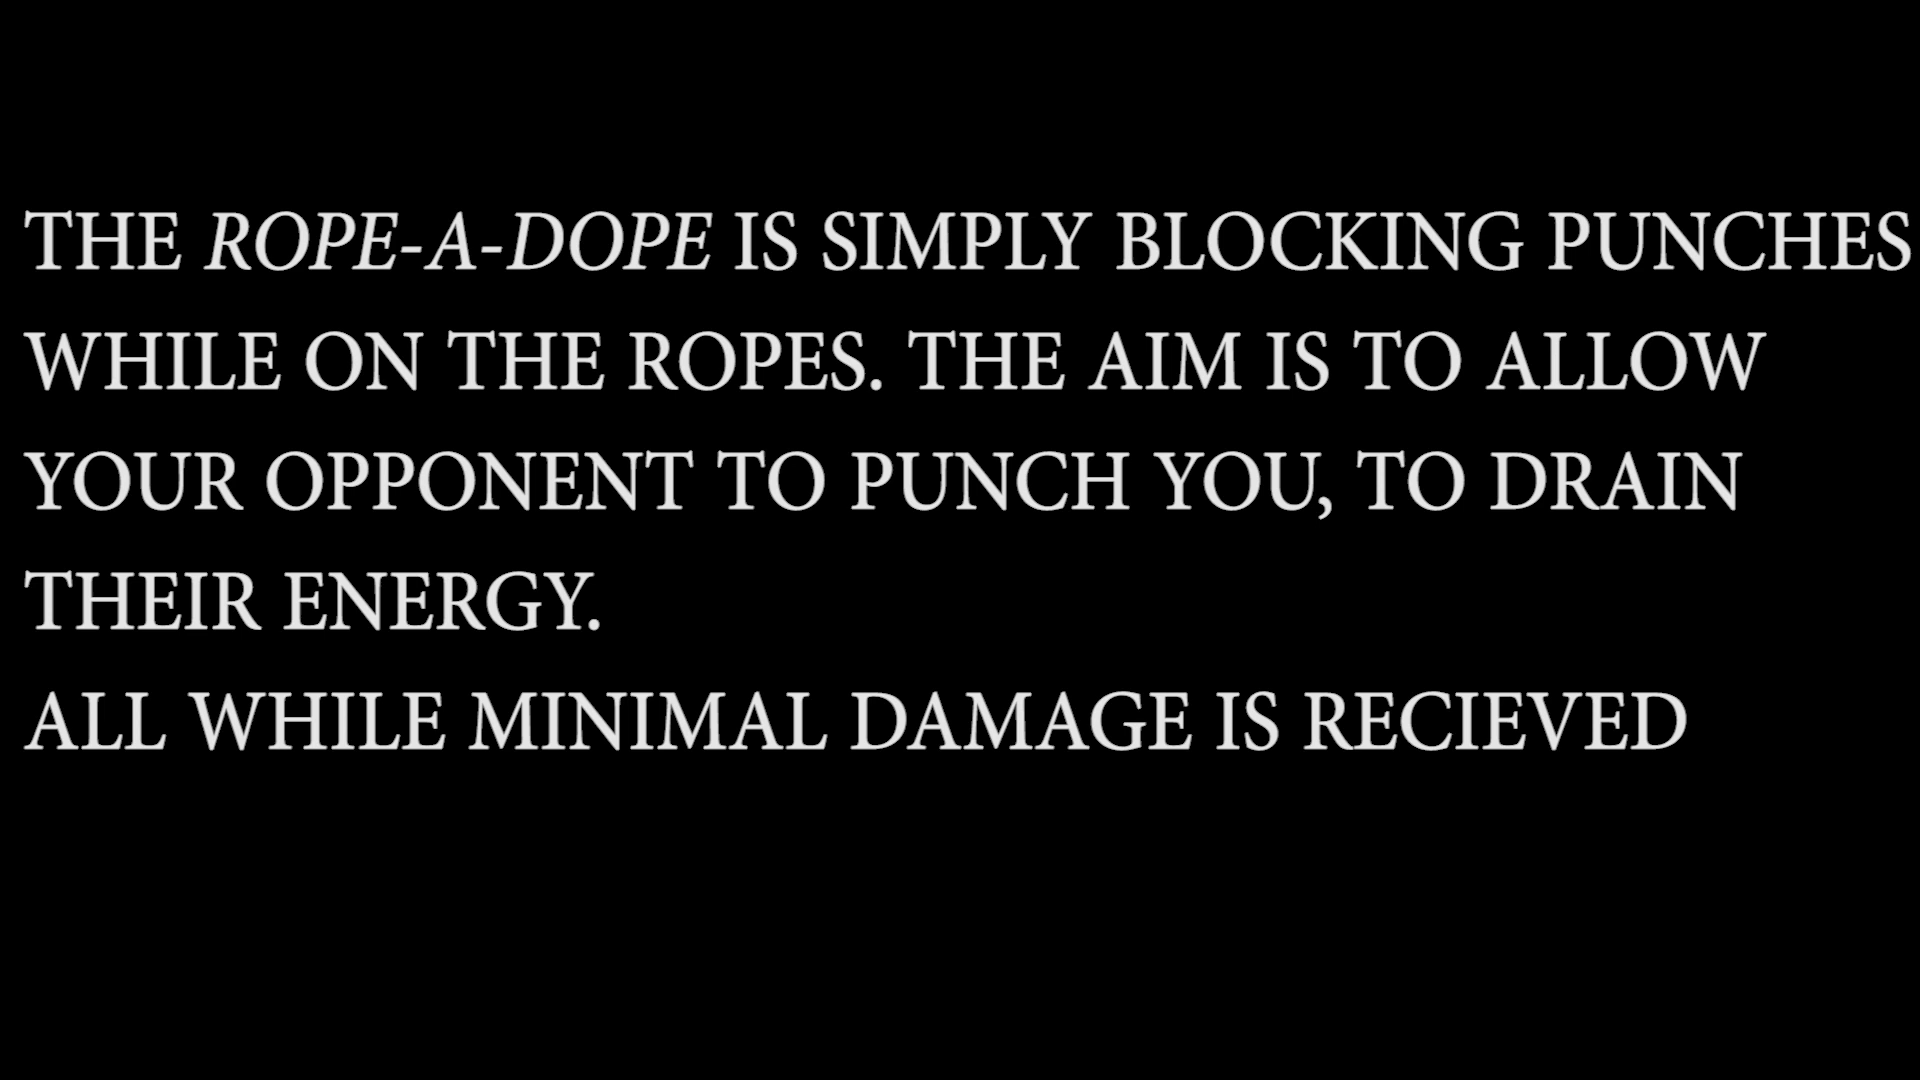 THE ROPE-A-DOPE IS SIMPLY BLOCKING PUNCHES
WHILE ON THE ROPES. THE AIM IS TO ALLOW
YOUR OPPONENT TO PUNCH YOU, TO DRAIN
THEIR ENERGY.
ALL WHILE MINIMAL DAMAGE IS RECIEVED